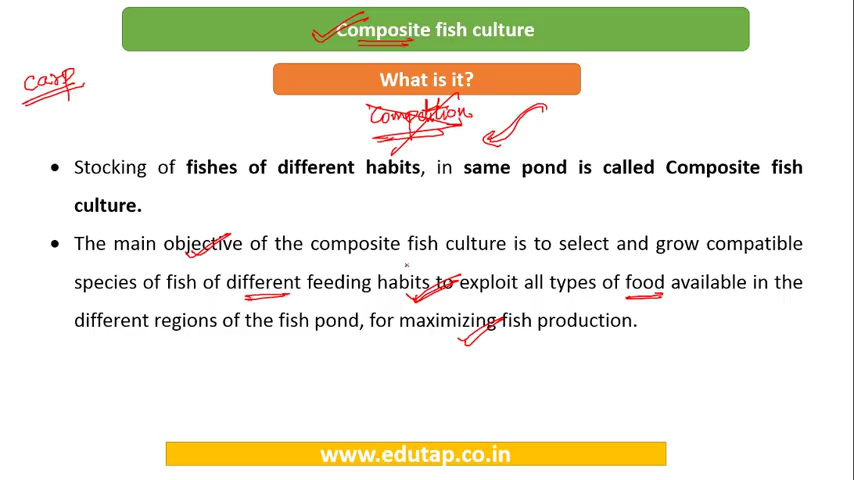 Composite fish culture
carp
What is it?
Competition
• Stocking of fishes of different habits, in same pond is called Composite fish
culture.
• The main objective of the composite fish culture is to select and grow compatible
species of fish of different feeding habits to exploit all types of food available in the
different regions of the fish pond, for maximizing fish production.
www.edutap.co.in